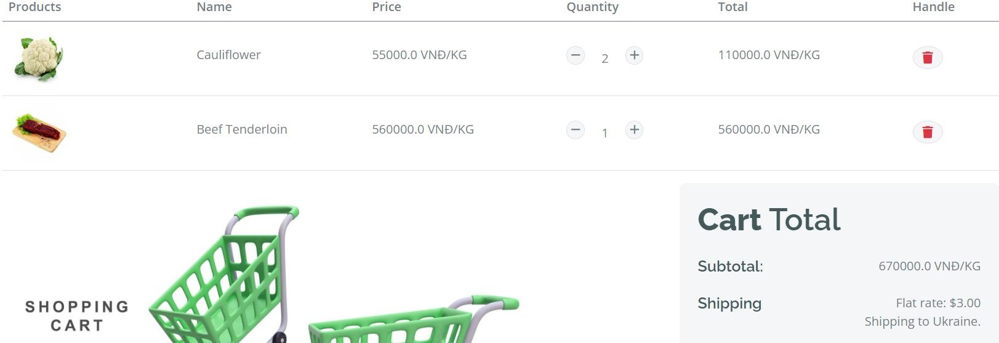 Products Name Price Quantity Total Handle
Cauliflower 55000.0 VNĐ/KG 2 110000.0 VNĐ/KG
Beef Tenderloin 560000.0 VNĐ/KG 1 560000.0 VNĐ/KG
SHOPPING
CART
Cart Total
Subtotal: 670000.0 VNĐ/KG
Shipping Flat rate: $3.00
Shipping to Ukraine.